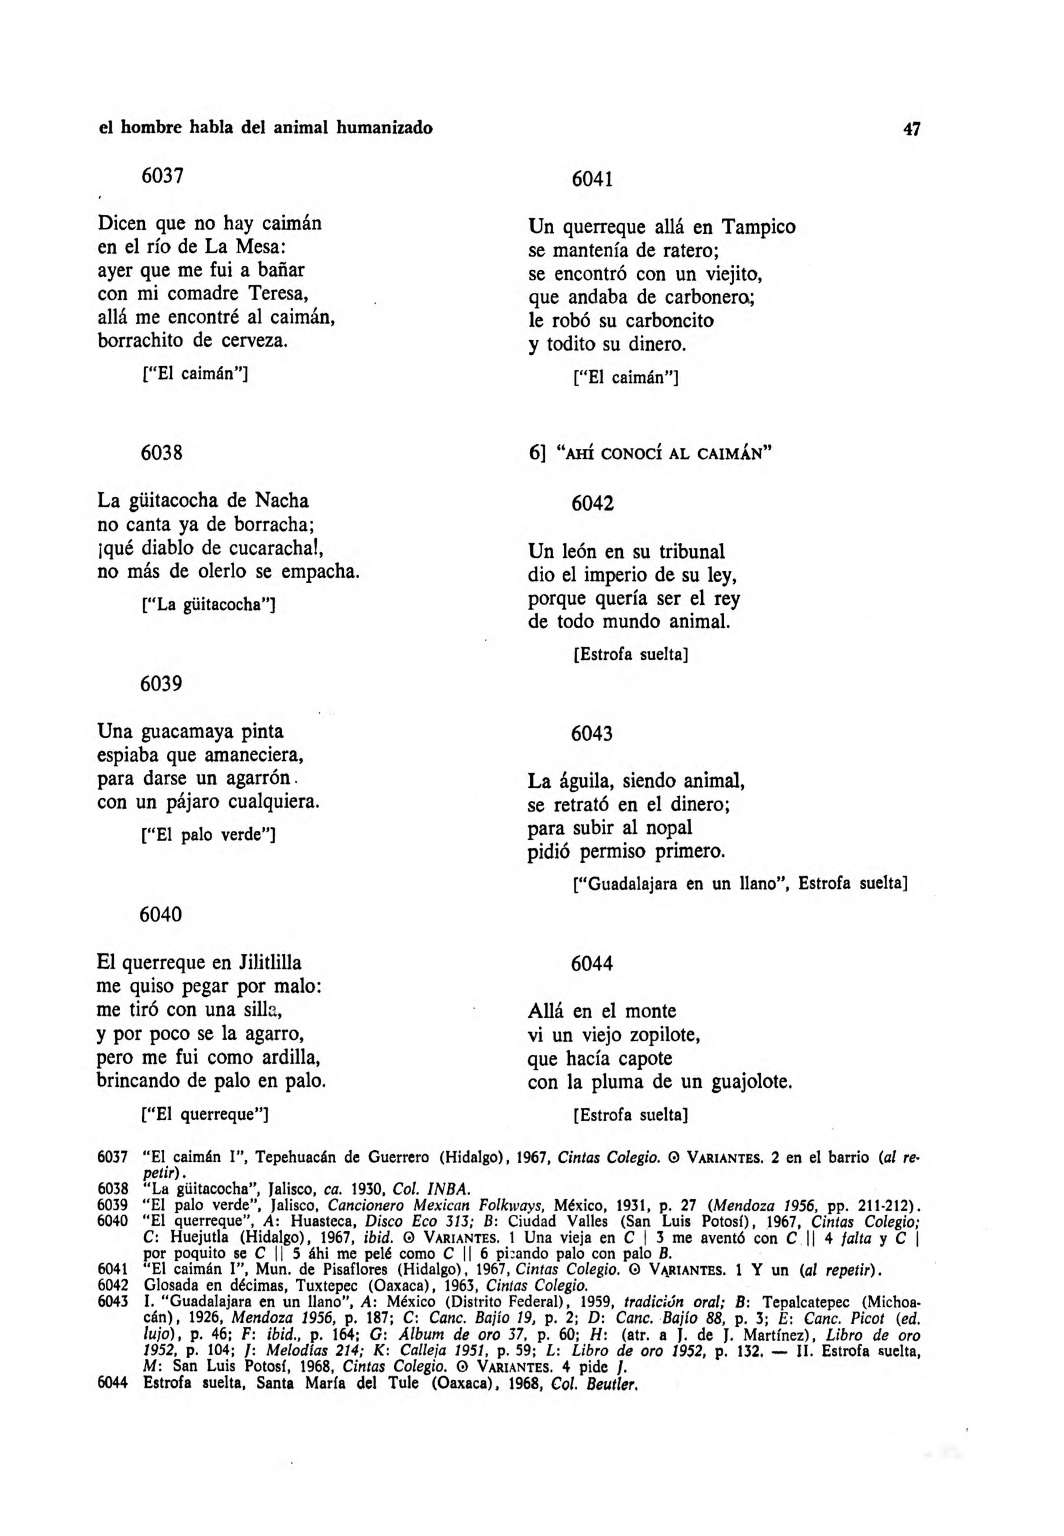 el hombre habla del animal humanizado 47
6037
Dicen que no hay caimán
en el río de La Mesa:
ayer que me fui a bañar
con mi comadre Teresa,
allá me encontré al caimán,
borrachito de cerveza.
[“El caimán”]
6038
La güitacocha de Nacha
no canta ya de borracha;
¡qué diablo de cucaracha!,
no más de olerlo se empacha.
[“La güitacocha”]
6039
Una guacamaya pinta
espiaba que amaneciera,
para darse un agarrón
con un pájaro cualquiera.
[“El palo verde”]
6040
El querreque en Jilitlilla
me quiso pegar por malo:
me tiró con una silla,
y por poco se la agarro,
pero me fui como ardilla,
brincando de palo en palo.
[“El querreque”]
6041
Un querreque allá en Tampico
se mantenía de ratero;
se encontró con un viejito,
que andaba de carbonero;
le robó su carboncito
y todito su dinero.
[“El caimán”]
6] “AHÍ CONOCÍ AL CAIMÁN”
6042
Un león en su tribunal
dio el imperio de su ley,
porque quería ser el rey
de todo mundo animal.
[Estrofa suelta]
6043
La águila, siendo animal,
se retrató en el dinero;
para subir al nopal
pidió permiso primero.
[“Guadalajara en un llano”, Estrofa suelta]
6044
Allá en el monte
vi un viejo zopilote,
que hacía capote
con la pluma de un guajolote.
[Estrofa suelta]
6037 “El caimán I”, Tepehuacán de Guerrero (Hidalgo), 1967, Cintas Colegio. ⊙ VARIANTES. 2 en el barrio (al re-
petir).
6038 “La güitacocha”, Jalisco, ca. 1930, Col. INBA.
6039 “El palo verde”, Jalisco, Cancionero Mexican Folkways, México, 1931, p. 27 (Mendoza 1956, pp. 211-212).
6040 “El querreque”, A: Huasteca, Disco Eco 313; B: Ciudad Valles (San Luis Potosí), 1967, Cintas Colegio;
C: Huejutla (Hidalgo), 1967, ibid. ⊙ VARIANTES. 1 Una vieja en C | 3 me aventó con C || 4 falta y C |
por poquito se C || 5 áhi me pelé como C || 6 picando palo con palo B.
6041 “El caimán I”, Mun. de Pisaflores (Hidalgo), 1967, Cintas Colegio. ⊙ VARIANTES. 1 Y un (al repetir).
6042 Glosada en décimas, Tuxtepec (Oaxaca), 1963, Cintas Colegio.
6043 I. “Guadalajara en un llano”, A: México (Distrito Federal), 1959, tradición oral; B: Tepalcatepec (Michoa-
cán), 1926, Mendoza 1956, p. 187; C: Canc. Bajío 19, p. 2; D: Canc. Bajío 88, p. 3; E: Canc. Picot (ed.
lujo), p. 46; F: ibid., p. 164; G: Álbum de oro 37, p. 60; H: (atr. a J. de J. Martínez), Libro de oro
1952, p. 104; J: Melodías 214; K: Calleja 1951, p. 59; L: Libro de oro 1952, p. 132. — II. Estrofa suelta,
M: San Luis Potosí, 1968, Cintas Colegio. ⊙ VARIANTES. 4 pide J.
6044 Estrofa suelta, Santa María del Tule (Oaxaca), 1968, Col. Beutler.